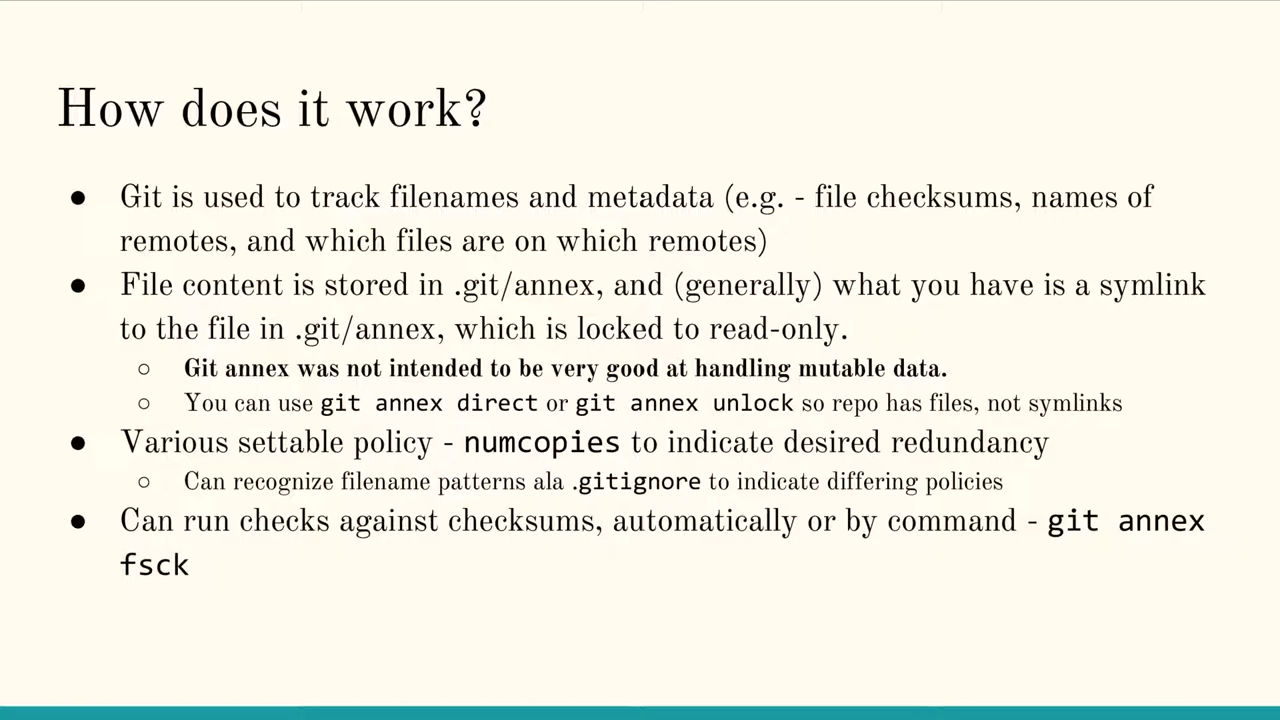 How does it work?
● Git is used to track filenames and metadata (e.g. - file checksums, names of
remotes, and which files are on which remotes)
● File content is stored in .git/annex, and (generally) what you have is a symlink
to the file in .git/annex, which is locked to read-only.
○ Git annex was not intended to be very good at handling mutable data.
○ You can use git annex direct or git annex unlock so repo has files, not symlinks
● Various settable policy - numcopies to indicate desired redundancy
○ Can recognize filename patterns ala .gitignore to indicate differing policies
● Can run checks against checksums, automatically or by command - git annex
fsck